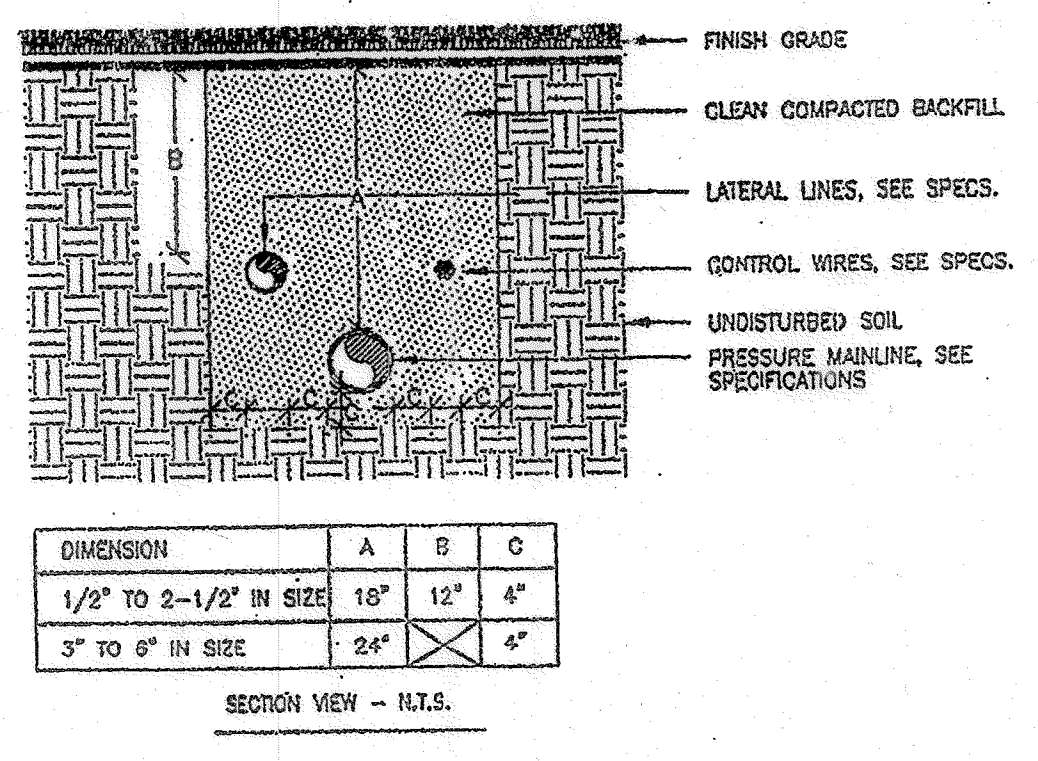 FINISH GRADE
CLEAN COMPACTED BACKFILL
B
A
LATERAL LINES, SEE SPECS.
CONTROL WIRES, SEE SPECS.
UNDISTURBED SOIL
PRESSURE MAINLINE, SEE
SPECIFICATIONS
C C C C
C
DIMENSION A B C
1/2" TO 2-1/2" IN SIZE 18" 12" 4"
3" TO 6" IN SIZE 24" 4"
SECTION VIEW - N.T.S.